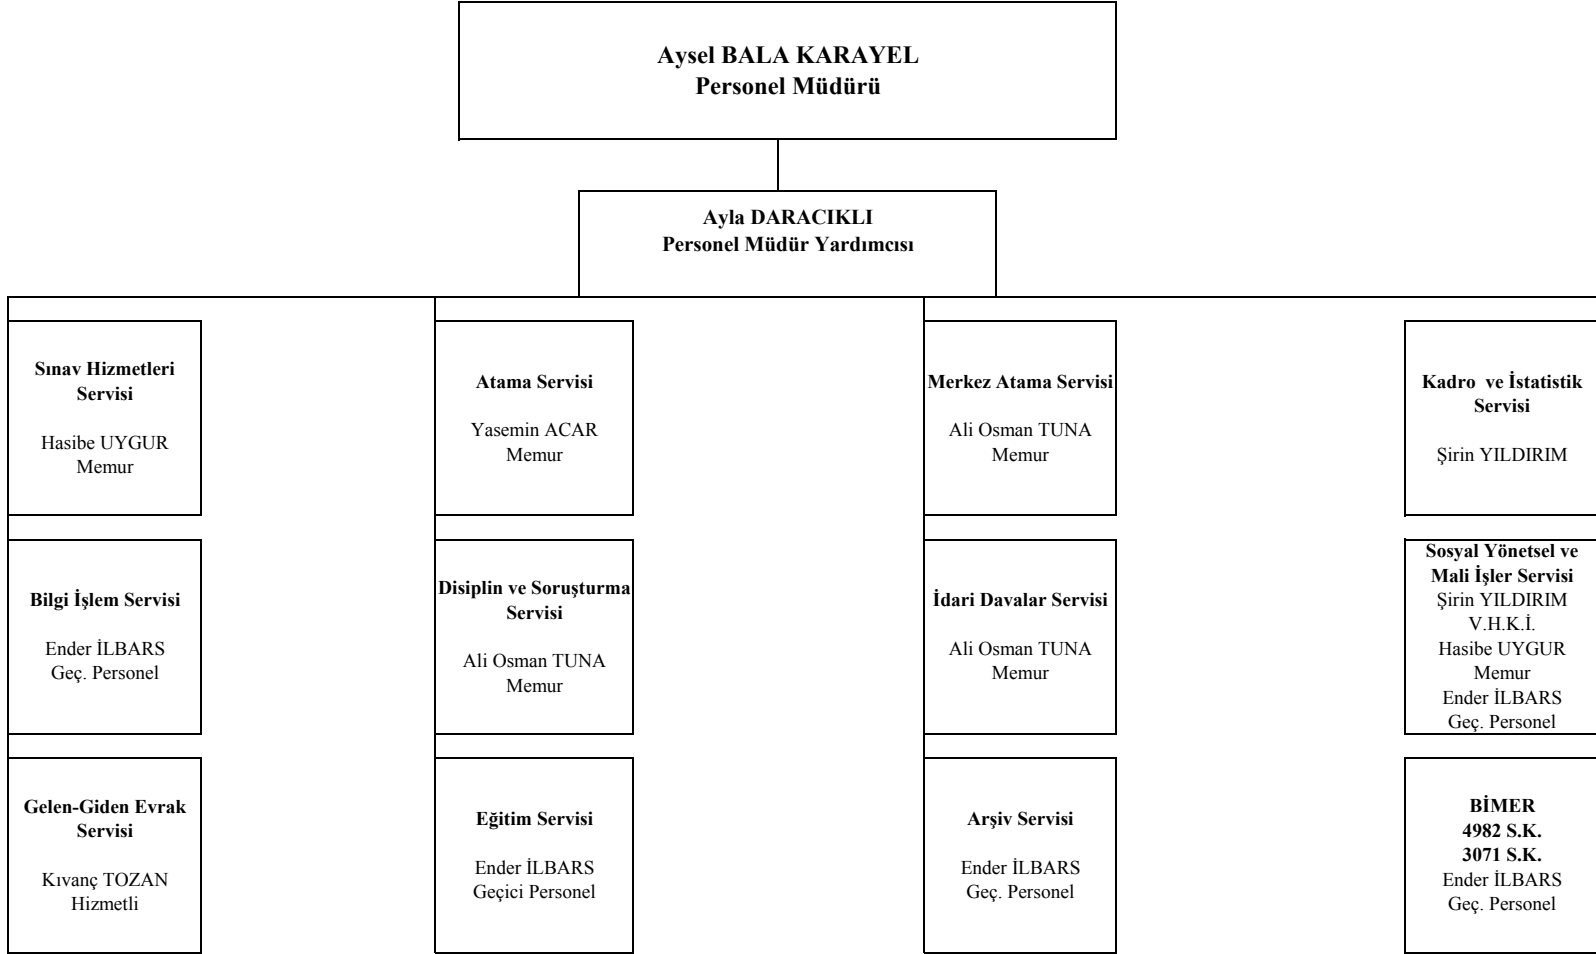 Aysel BALA KARAYEL
Personel Müdürü
Ayla DARACIKLI
Personel Müdür Yardımcısı
Sınav Hizmetleri
Servisi
Hasibe UYGUR
Memur
Atama Servisi
Yasemin ACAR
Memur
Merkez Atama Servisi
Ali Osman TUNA
Memur
Kadro ve İstatistik
Servisi
Şirin YILDIRIM
Bilgi İşlem Servisi
Ender İLBARS
Geç. Personel
Disiplin ve Soruşturma
Servisi
Ali Osman TUNA
Memur
İdari Davalar Servisi
Ali Osman TUNA
Memur
Sosyal Yönetsel ve
Mali İşler Servisi
Şirin YILDIRIM
V.H.K.İ.
Hasibe UYGUR
Memur
Ender İLBARS
Geç. Personel
Gelen-Giden Evrak
Servisi
Kıvanç TOZAN
Hizmetli
Eğitim Servisi
Ender İLBARS
Geçici Personel
Arşiv Servisi
Ender İLBARS
Geç. Personel
BİMER
4982 S.K.
3071 S.K.
Ender İLBARS
Geç. Personel